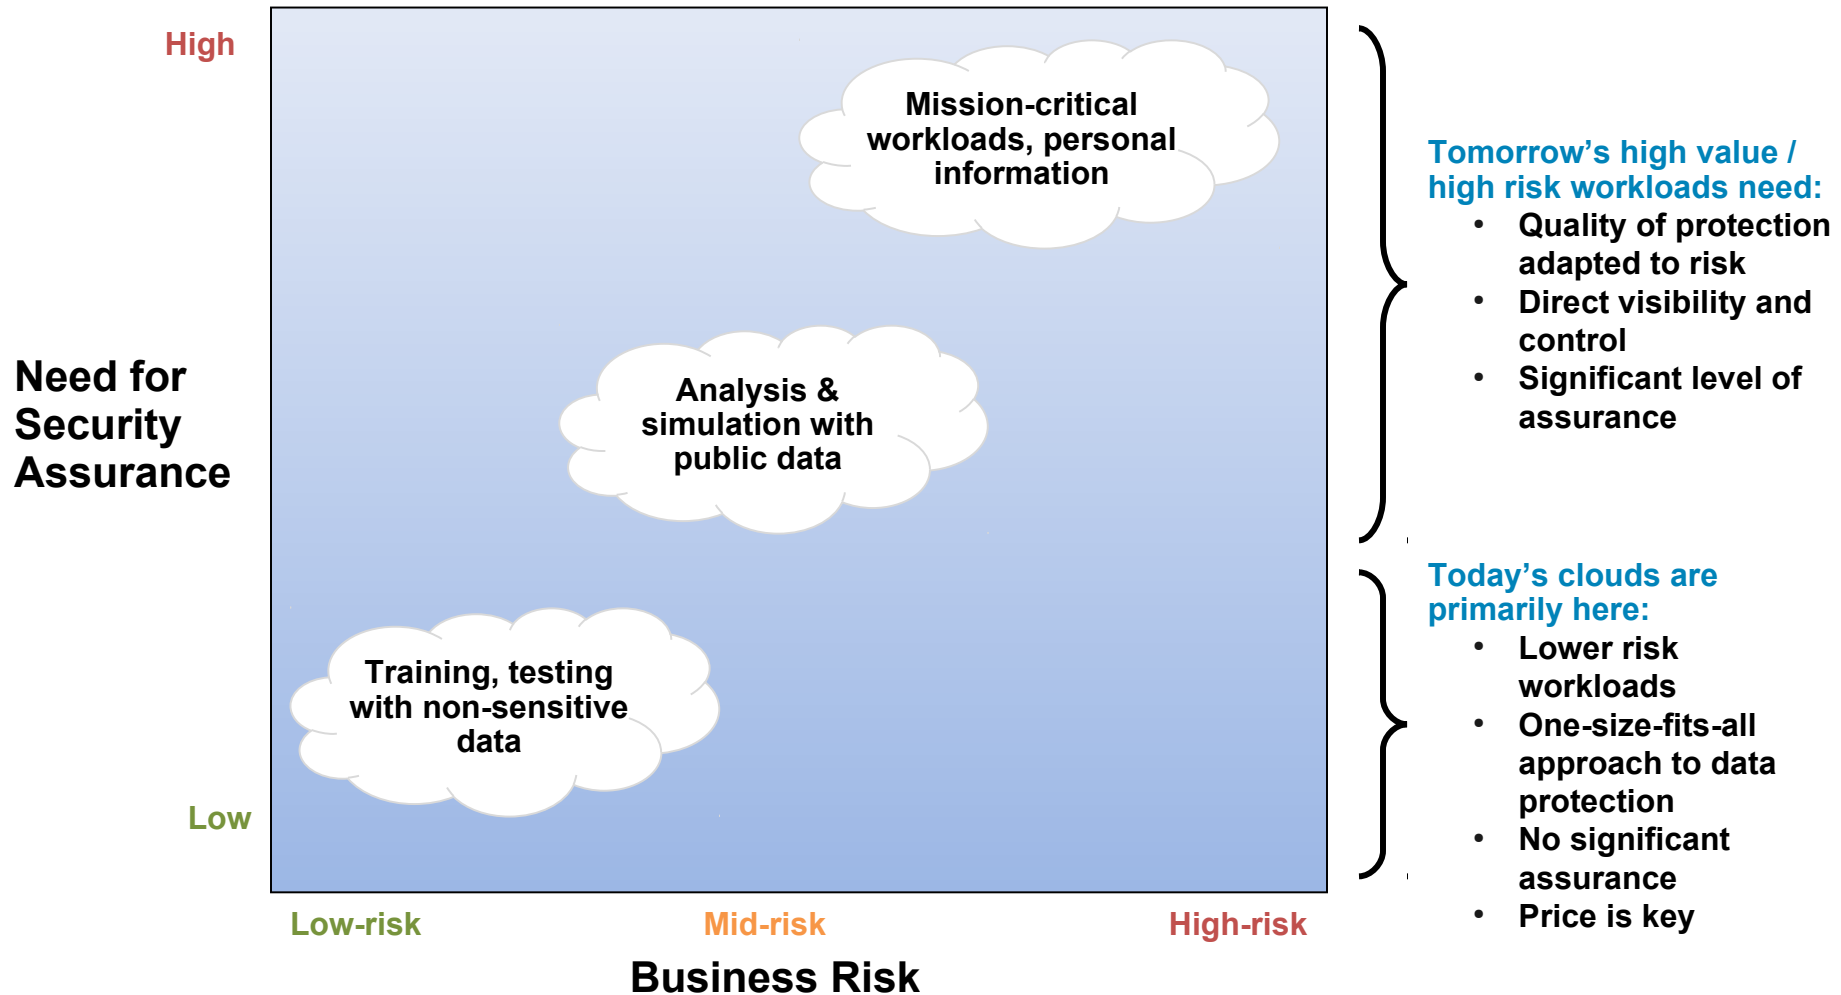 High
Mission-critical
workloads, personal
information
Tomorrow’s high value /
high risk workloads need:
• Quality of protection
adapted to risk
• Direct visibility and
control
• Significant level of
assurance
Need for
Security
Assurance
Analysis &
simulation with
public data
Training, testing
with non-sensitive
data
Low
Today’s clouds are
primarily here:
• Lower risk
workloads
• One-size-fits-all
approach to data
protection
• No significant
assurance
• Price is key
Low-risk
Mid-risk
High-risk
Business Risk